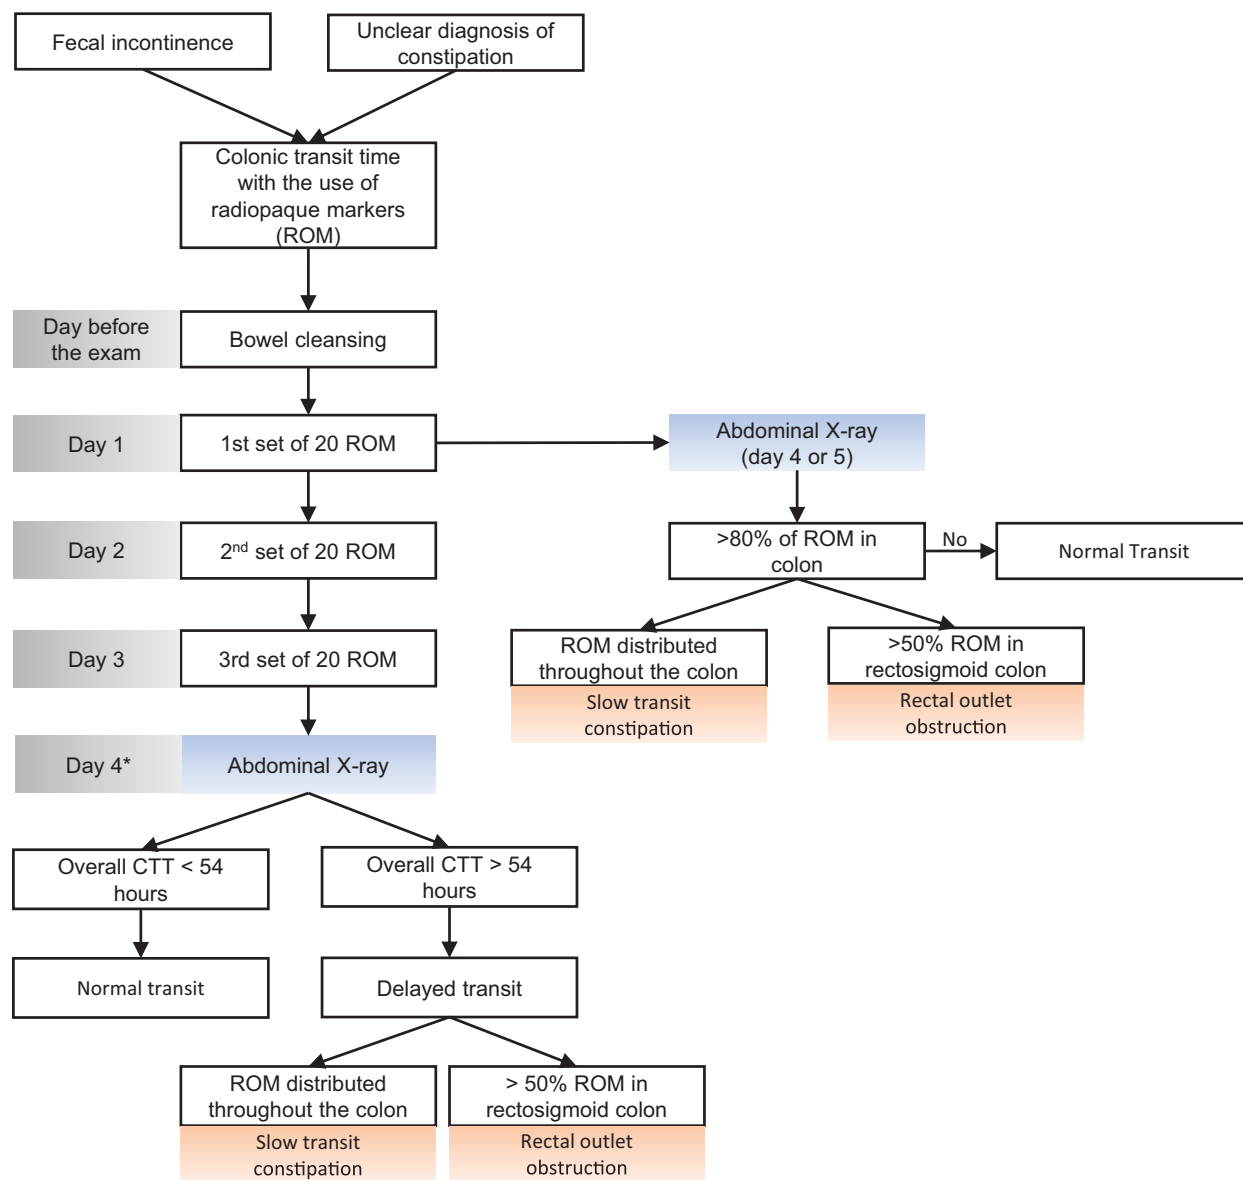 Fecal incontinence
Unclear diagnosis of
constipation
Colonic transit time
with the use of
radiopaque markers
(ROM)
Day before
the exam
Bowel cleansing
Day 1
1st set of 20 ROM
Abdominal X-ray
(day 4 or 5)
Day 2
2nd set of 20 ROM
>80% of ROM in
colon
No
Normal Transit
Day 3
3rd set of 20 ROM
ROM distributed
throughout the colon
Slow transit
constipation
>50% ROM in
rectosigmoid colon
Rectal outlet
obstruction
Day 4*
Abdominal X-ray
Overall CTT < 54
hours
Overall CTT > 54
hours
Normal transit
Delayed transit
ROM distributed
throughout the colon
Slow transit
constipation
> 50% ROM in
rectosigmoid colon
Rectal outlet
obstruction